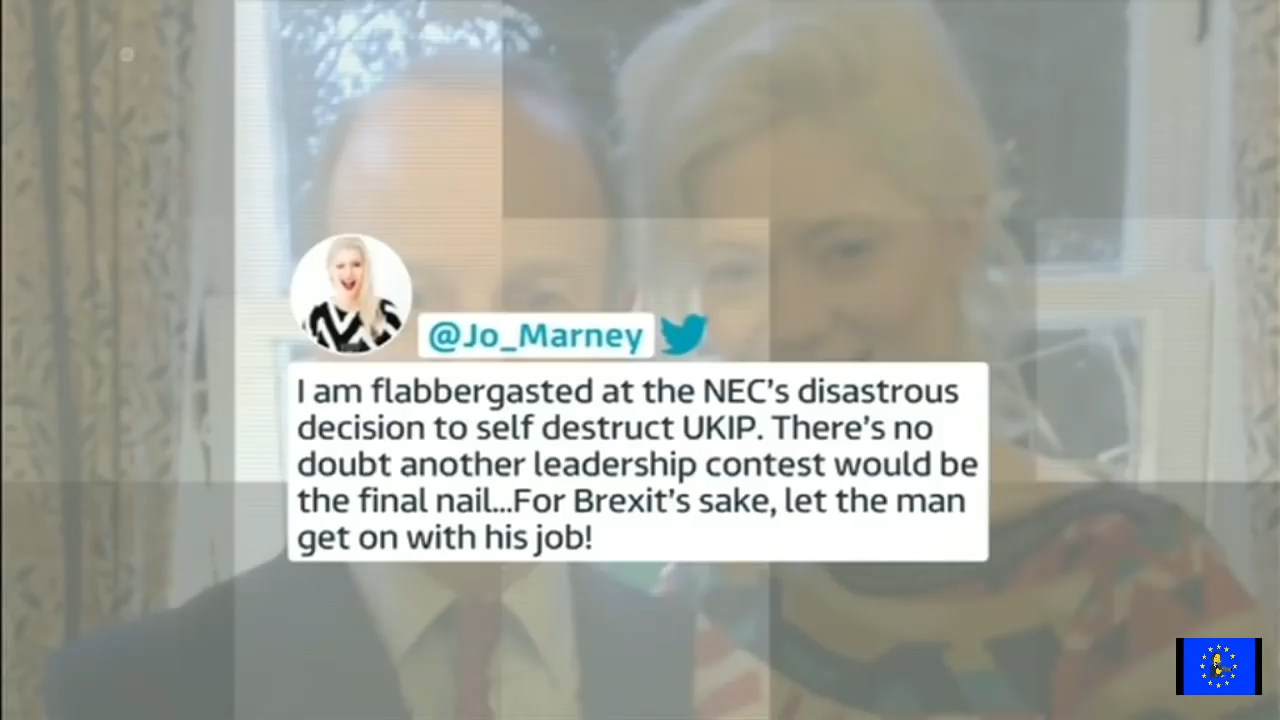 @Jo_Marney
I am flabbergasted at the NEC's disastrous
decision to self destruct UKIP. There's no
doubt another leadership contest would be
the final nail...For Brexit's sake, let the man
get on with his job!